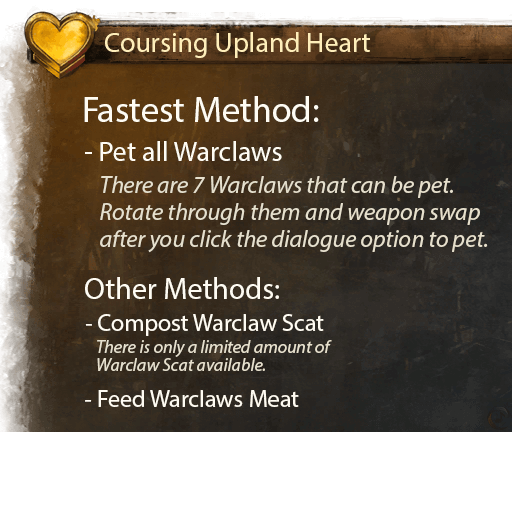 Coursing Upland Heart
Fastest Method:
- Pet all Warclaws
There are 7 Warclaws that can be pet.
Rotate through them and weapon swap
after you click the dialogue option to pet.
Other Methods:
- Compost Warclaw Scat
There is only a limited amount of
Warclaw Scat available.
- Feed Warclaws Meat